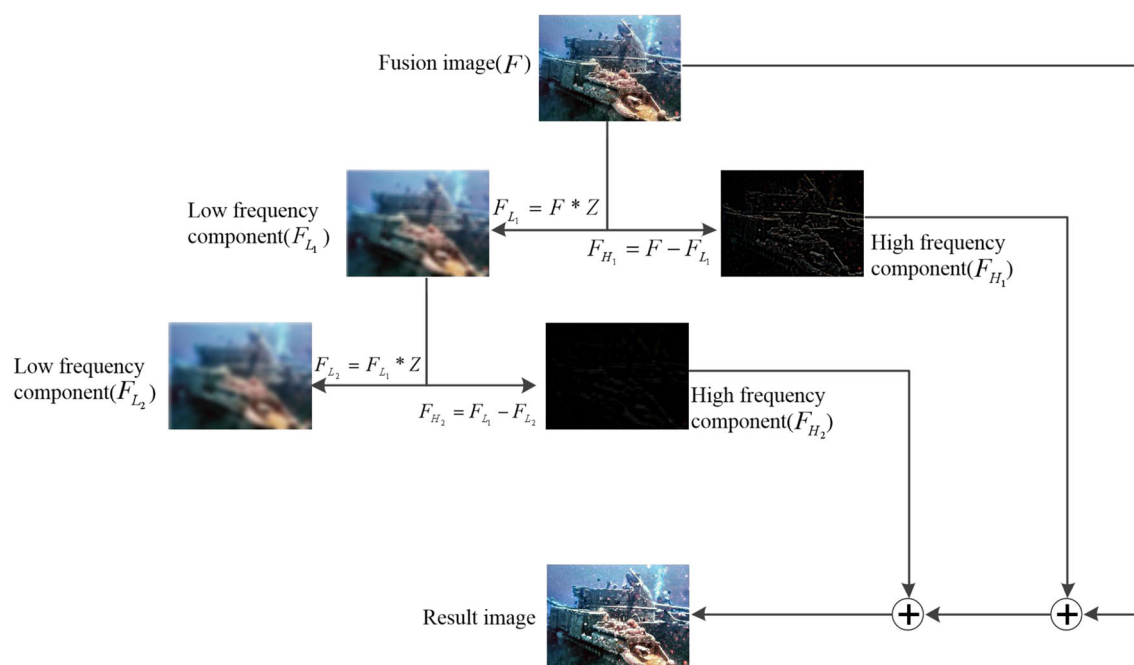 Fusion image(F)
Low frequency
component(F_{L_1})
F_{L_1} = F * Z
F_{H_1} = F − F_{L_1}
High frequency
component(F_{H_1})
Low frequency
component(F_{L_2})
F_{L_2} = F_{L_1} * Z
F_{H_2} = F_{L_1} − F_{L_2}
High frequency
component(F_{H_2})
Result image
+
+